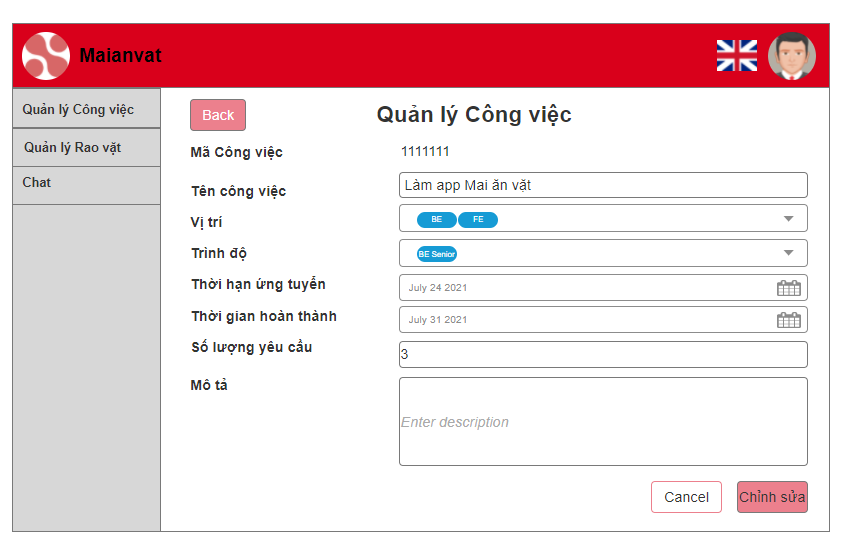 Maianvat
Quản lý Công việc
Quản lý Rao vặt
Chat
Back
Quản lý Công việc
Mã Công việc
1111111
Tên công việc
Làm app Mai ăn vặt
Vị trí
BE FE
Trình độ
BE Senior
Thời hạn ứng tuyển
July 24 2021
Thời gian hoàn thành
July 31 2021
Số lượng yêu cầu
3
Mô tả
Enter description
Cancel
Chỉnh sửa